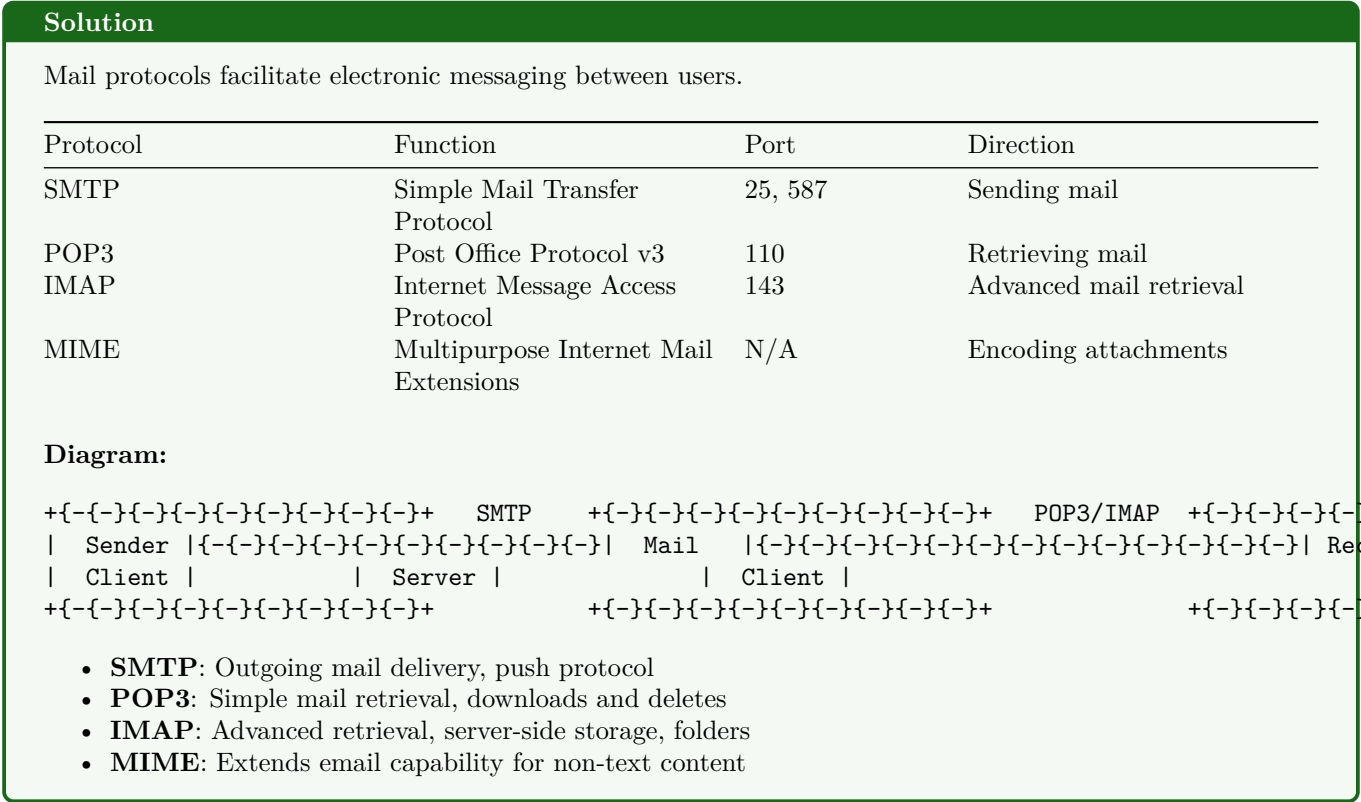 Solution
Mail protocols facilitate electronic messaging between users.
Protocol Function Port Direction
SMTP Simple Mail Transfer Protocol 25, 587 Sending mail
POP3 Post Office Protocol v3 110 Retrieving mail
IMAP Internet Message Access Protocol 143 Advanced mail retrieval
MIME Multipurpose Internet Mail Extensions N/A Encoding attachments
Diagram:
+{-{-}{-}{-}{-}{-}{-}{-}{-}+   SMTP    +{-}{-}{-}{-}{-}{-}{-}{-}{-}+   POP3/IMAP  +{-}{-}{-}{-}
|  Sender |{-{-}{-}{-}{-}{-}{-}{-}{-}{-}|  Mail   |{-}{-}{-}{-}{-}{-}{-}{-}{-}{-}{-}{-}{-}|
|  Client |           |  Server |              |  Client |
+{-{-}{-}{-}{-}{-}{-}{-}{-}+           +{-}{-}{-}{-}{-}{-}{-}{-}{-}+              +{-}{-}{-}{-}
• SMTP: Outgoing mail delivery, push protocol
• POP3: Simple mail retrieval, downloads and deletes
• IMAP: Advanced retrieval, server-side storage, folders
• MIME: Extends email capability for non-text content